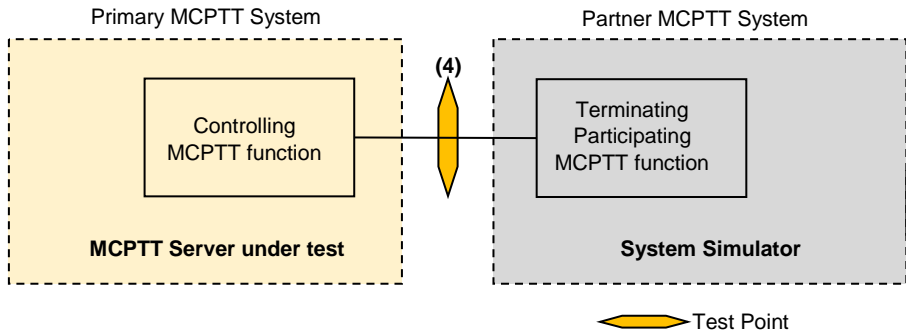 Primary MCPTT System
Partner MCPTT System
(4)
Controlling
MCPTT function
Terminating
Participating
MCPTT function
MCPTT Server under test
System Simulator
Test Point